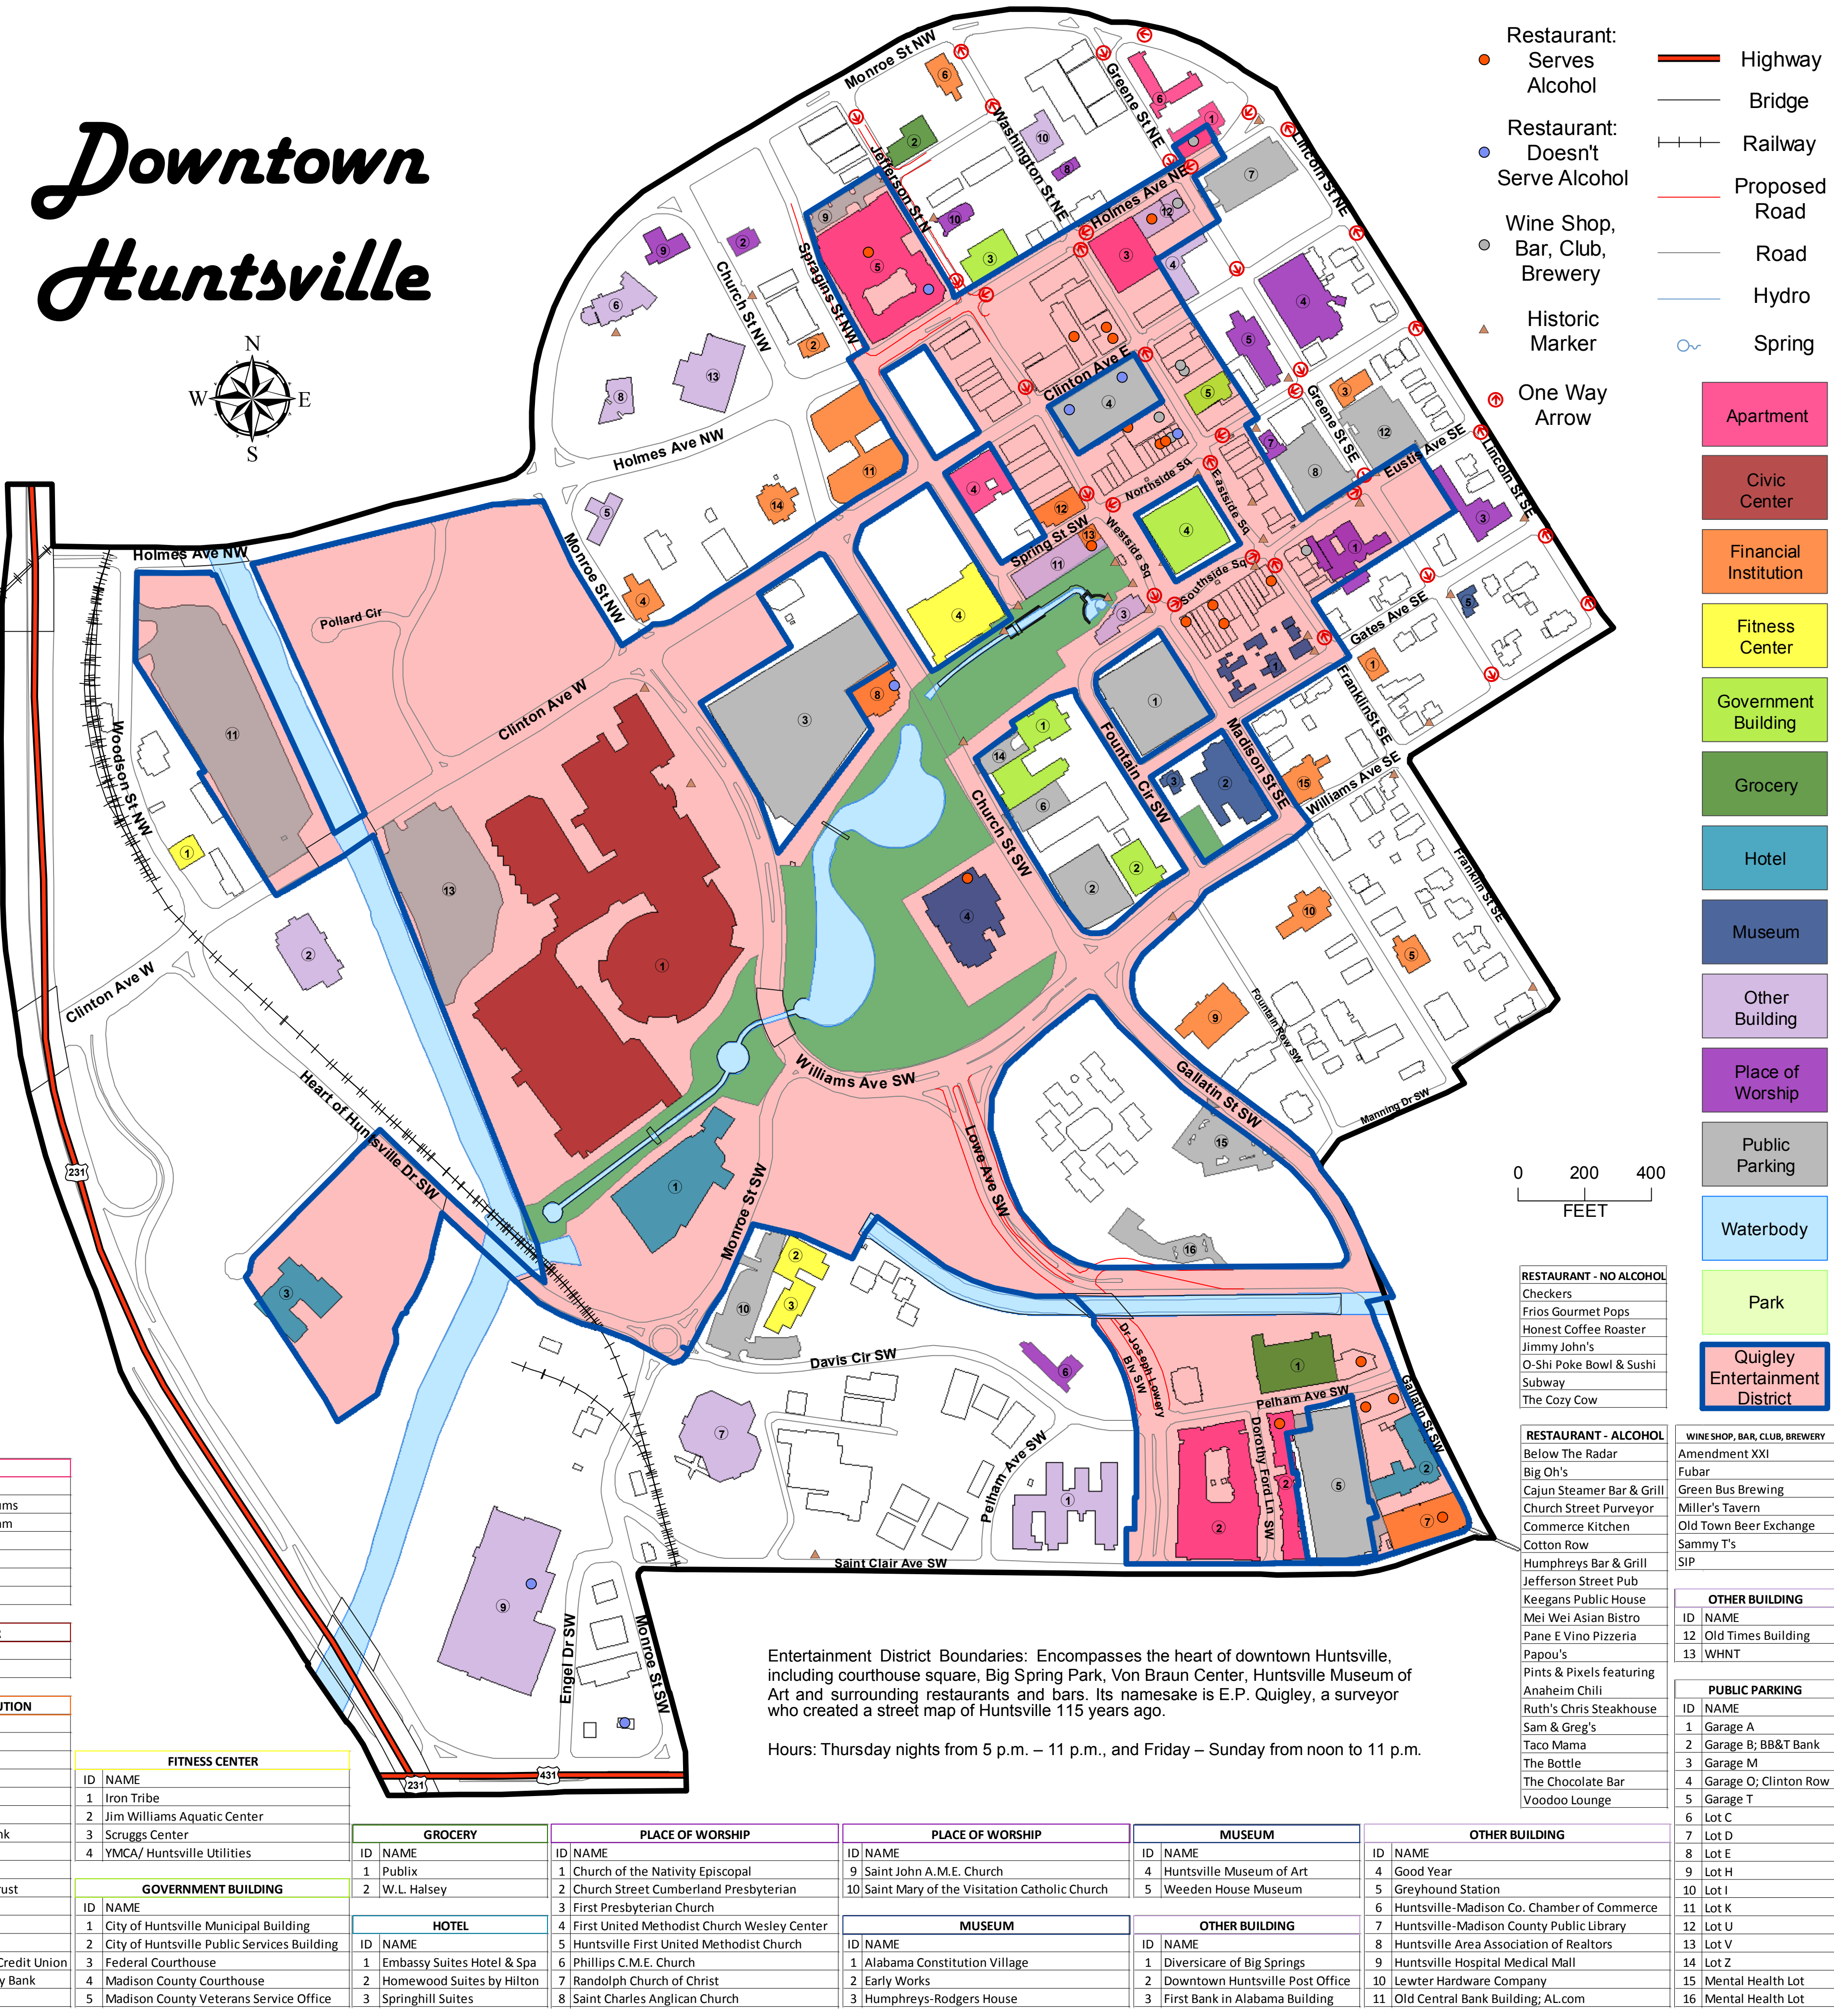 Downtown
Huntsville
N
W
E
S
Monroe St NW
Jefferson St N
Washington St NE
Greene St NE
Lincoln St NE
Holmes Ave NE
Church St NW
Spragins St NW
Holmes Ave NW
Clinton Ave E
Greene St SE
Eustis Ave SE
Lincoln St SE
Northside Sq
Eastside Sq
Westside Sq
Southside Sq
Spring St SW
Gates Ave SE
Franklin St SE
Monroe St NW
Holmes Ave NW
Pollard Cir
Clinton Ave W
Woodson St NW
Church St SW
Fountain Cir SW
Madison St SE
Williams Ave SE
Franklin St SE
Clinton Ave W
Heart of Huntsville Dr SW
Williams Ave SW
Fountain Row SW
Manning Dr SW
Gallatin St SW
Lowe Ave SW
Monroe St SW
Davis Cir SW
Dr Joseph Lowery
Blv SW
Pelham Ave SW
Gallatin St SW
Dorothy Ford Ln SW
Pelham Ave SW
Saint Clair Ave SW
Engel Dr SW
Monroe St SW
231
231
431
Restaurant:
Serves
Alcohol
Restaurant:
Doesn't
Serve Alcohol
Wine Shop,
Bar, Club,
Brewery
Historic
Marker
One Way
Arrow
Highway
Bridge
Railway
Proposed
Road
Road
Hydro
Spring
Apartment
Civic
Center
Financial
Institution
Fitness
Center
Government
Building
Grocery
Hotel
Museum
Other
Building
Place of
Worship
Public
Parking
Waterbody
Park
Quigley
Entertainment
District
0 200 400
FEET
RESTAURANT - NO ALCOHOL
Checkers
Frios Gourmet Pops
Honest Coffee Roaster
Jimmy John's
O-Shi Poke Bowl & Sushi
Subway
The Cozy Cow
RESTAURANT - ALCOHOL
Below The Radar
Big Oh's
Cajun Steamer Bar & Grill
Church Street Purveyor
Commerce Kitchen
Cotton Row
Humphreys Bar & Grill
Jefferson Street Pub
Keegans Public House
Mei Wei Asian Bistro
Pane E Vino Pizzeria
Papou's
Pints & Pixels featuring
Anaheim Chili
Ruth's Chris Steakhouse
Sam & Greg's
Taco Mama
The Bottle
The Chocolate Bar
Voodoo Lounge
WINE SHOP, BAR, CLUB, BREWERY
Amendment XXI
Fubar
Green Bus Brewing
Miller's Tavern
Old Town Beer Exchange
Sammy T's
SIP
OTHER BUILDING
ID NAME
12 Old Times Building
13 WHNT
PUBLIC PARKING
ID NAME
1 Garage A
2 Garage B; BB&T Bank
3 Garage M
4 Garage O; Clinton Row
5 Garage T
6 Lot C
7 Lot D
8 Lot E
9 Lot H
10 Lot I
11 Lot K
12 Lot U
13 Lot V
14 Lot Z
15 Mental Health Lot
16 Mental Health Lot
Entertainment District Boundaries: Encompasses the heart of downtown Huntsville,
including courthouse square, Big Spring Park, Von Braun Center, Huntsville Museum of
Art and surrounding restaurants and bars. Its namesake is E.P. Quigley, a surveyor
who created a street map of Huntsville 115 years ago.
Hours: Thursday nights from 5 p.m. – 11 p.m., and Friday – Sunday from noon to 11 p.m.
ums
am
UTION
nk
rust
Credit Union
y Bank
FITNESS CENTER
ID NAME
1 Iron Tribe
2 Jim Williams Aquatic Center
3 Scruggs Center
4 YMCA/ Huntsville Utilities
GOVERNMENT BUILDING
ID NAME
1 City of Huntsville Municipal Building
2 City of Huntsville Public Services Building
3 Federal Courthouse
4 Madison County Courthouse
5 Madison County Veterans Service Office
GROCERY
ID NAME
1 Publix
2 W.L. Halsey
HOTEL
ID NAME
1 Embassy Suites Hotel & Spa
2 Homewood Suites by Hilton
3 Springhill Suites
PLACE OF WORSHIP
ID NAME
1 Church of the Nativity Episcopal
2 Church Street Cumberland Presbyterian
3 First Presbyterian Church
4 First United Methodist Church Wesley Center
5 Huntsville First United Methodist Church
6 Phillips C.M.E. Church
7 Randolph Church of Christ
8 Saint Charles Anglican Church
PLACE OF WORSHIP
ID NAME
9 Saint John A.M.E. Church
10 Saint Mary of the Visitation Catholic Church
MUSEUM
ID NAME
1 Alabama Constitution Village
2 Early Works
3 Humphreys-Rodgers House
MUSEUM
ID NAME
4 Huntsville Museum of Art
5 Weeden House Museum
OTHER BUILDING
ID NAME
1 Diversicare of Big Springs
2 Downtown Huntsville Post Office
3 First Bank in Alabama Building
OTHER BUILDING
ID NAME
4 Good Year
5 Greyhound Station
6 Huntsville-Madison Co. Chamber of Commerce
7 Huntsville-Madison County Public Library
8 Huntsville Area Association of Realtors
9 Huntsville Hospital Medical Mall
10 Lewter Hardware Company
11 Old Central Bank Building; AL.com